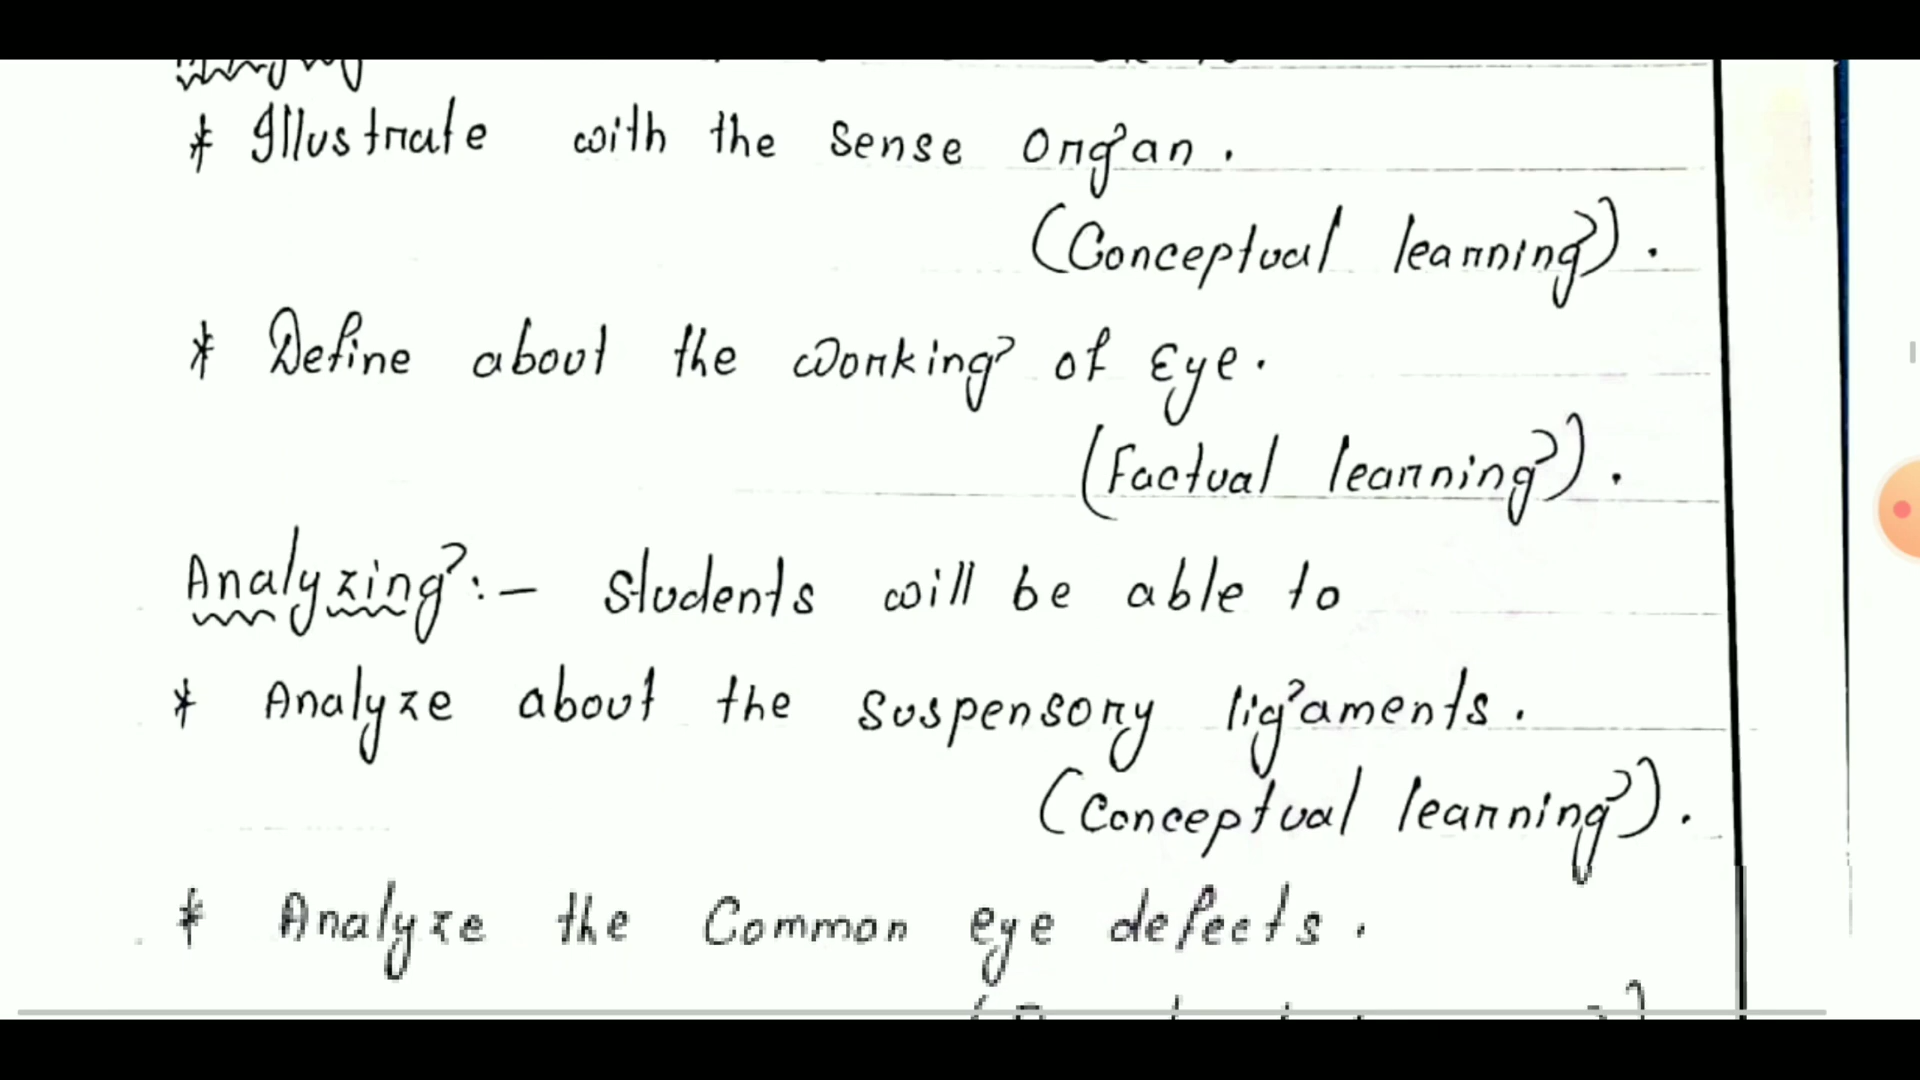 * Illustrate with the sense organ.
(Conceptual learning).
* Define about the working of Eye.
(Factual learning).
Analyzing :- Students will be able to
* Analyze about the suspensory ligaments.
(Conceptual learning).
* Analyze the Common eye defects.